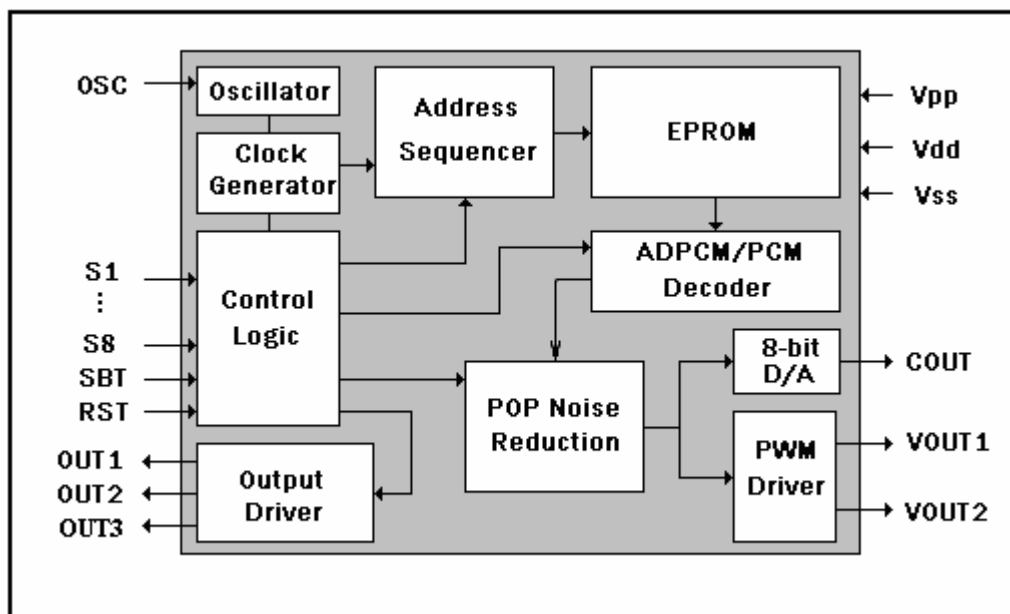 OSC
Oscillator
Clock
Generator
Address
Sequencer
EPROM
Vpp
Vdd
Vss
S1
⋮
S8
SBT
RST
Control
Logic
ADPCM/PCM
Decoder
POP Noise
Reduction
8-bit
D/A
COUT
PWM
Driver
VOUT1
VOUT2
OUT1
OUT2
OUT3
Output
Driver